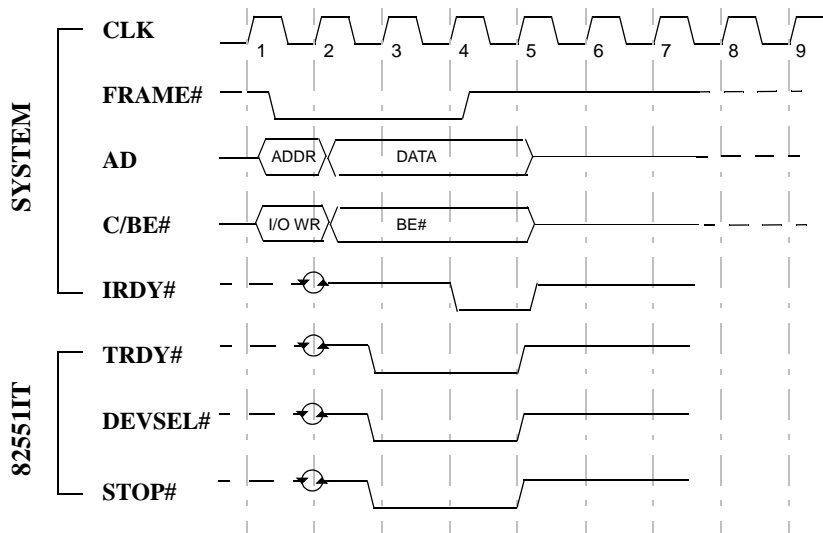 SYSTEM
CLK
1 2 3 4 5 6 7 8 9
FRAME#
AD
ADDR DATA
C/BE#
I/O WR BE#
IRDY#
82551IT
TRDY#
DEVSEL#
STOP#